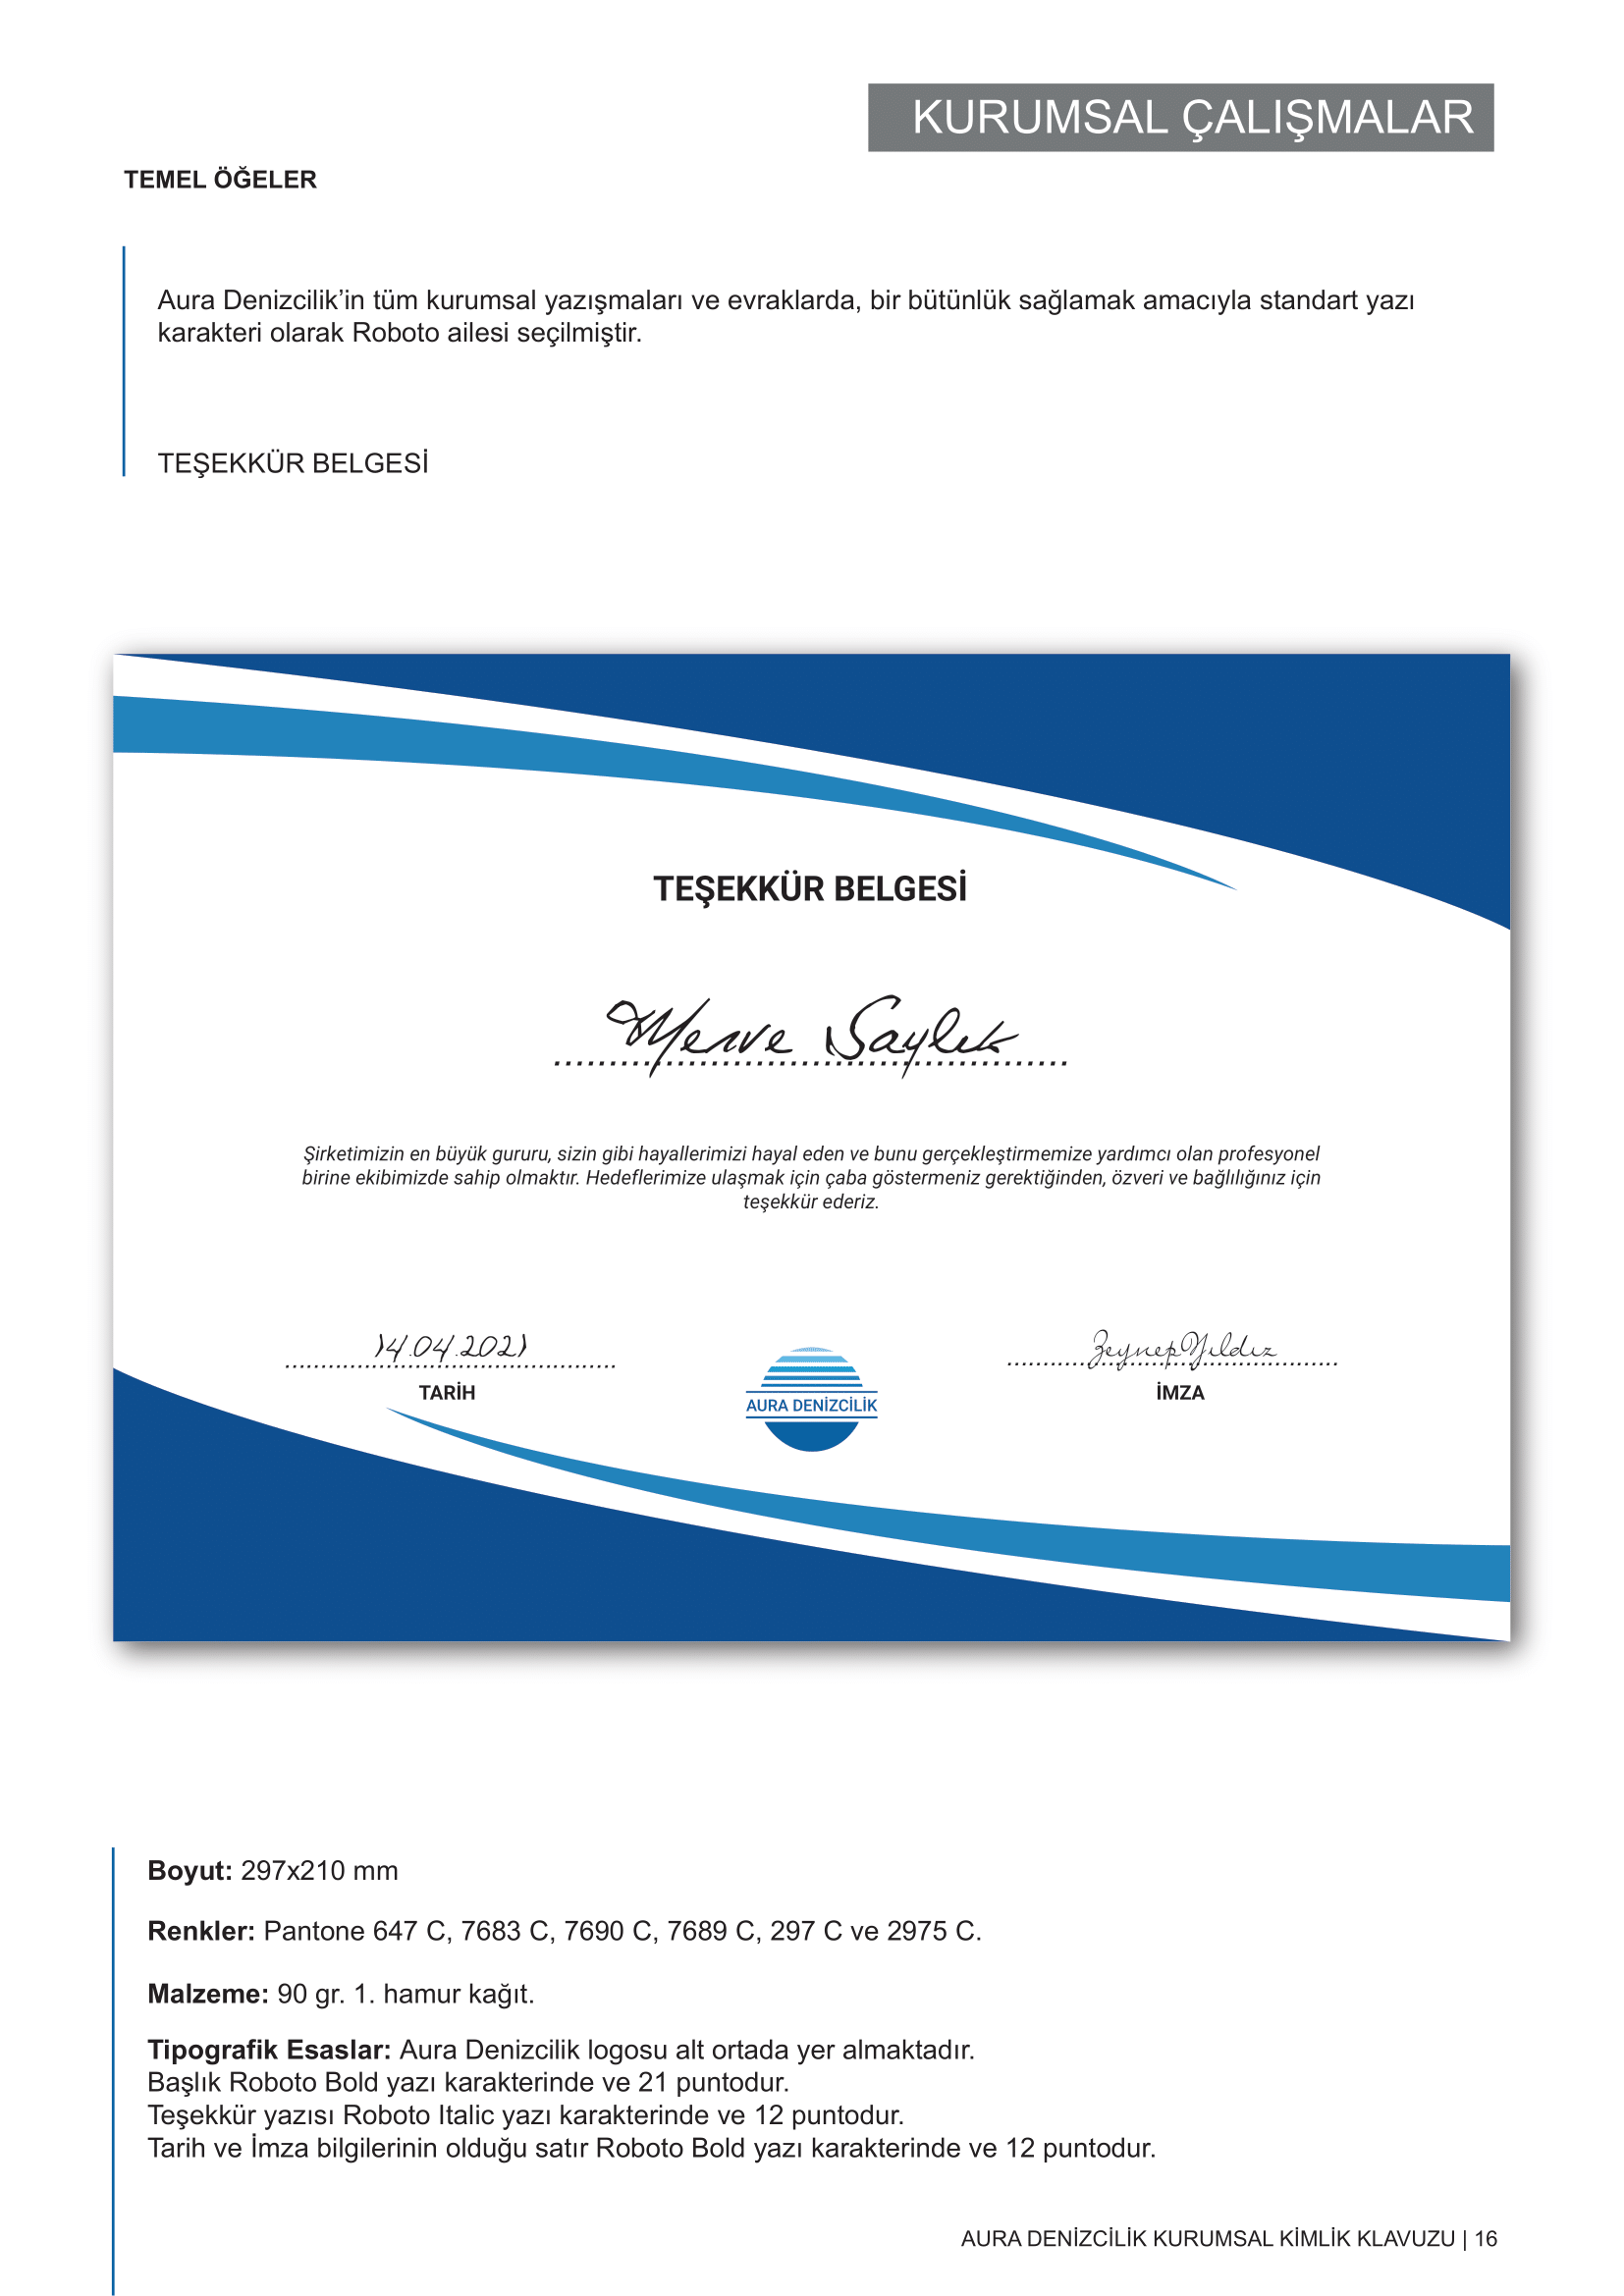 KURUMSAL ÇALIŞMALAR
TEMEL ÖĞELER
Aura Denizcilik’in tüm kurumsal yazışmaları ve evraklarda, bir bütünlük sağlamak amacıyla standart yazı
karakteri olarak Roboto ailesi seçilmiştir.
TEŞEKKÜR BELGESİ
TEŞEKKÜR BELGESİ
Merve Saylık
Şirketimizin en büyük gururu, sizin gibi hayallerimizi hayal eden ve bunu gerçekleştirmemize yardımcı olan profesyonel
birine ekibimizde sahip olmaktır. Hedeflerimize ulaşmak için çaba göstermeniz gerektiğinden, özveri ve bağlılığınız için
teşekkür ederiz.
14.04.2021
Zeynep Yıldız
TARİH
AURA DENİZCİLİK
İMZA
Boyut: 297x210 mm
Renkler: Pantone 647 C, 7683 C, 7690 C, 7689 C, 297 C ve 2975 C.
Malzeme: 90 gr. 1. hamur kağıt.
Tipografik Esaslar: Aura Denizcilik logosu alt ortada yer almaktadır.
Başlık Roboto Bold yazı karakterinde ve 21 puntodur.
Teşekkür yazısı Roboto Italic yazı karakterinde ve 12 puntodur.
Tarih ve İmza bilgilerinin olduğu satır Roboto Bold yazı karakterinde ve 12 puntodur.
AURA DENİZCİLİK KURUMSAL KİMLİK KLAVUZU | 16